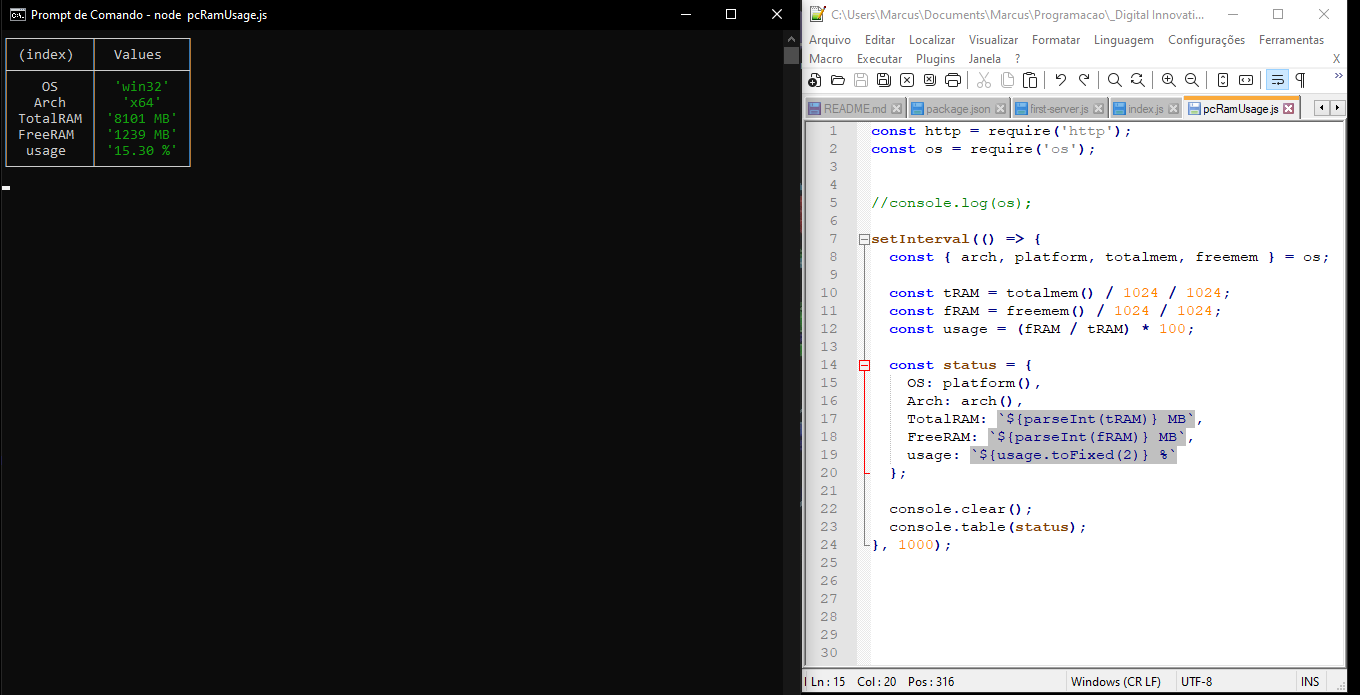 Prompt de Comando - node pcRamUsage.js
(index) Values
OS 'win32'
Arch 'x64'
TotalRAM '8101 MB'
FreeRAM '1239 MB'
usage '15.30 %'
C:\Users\Marcus\Documents\Marcus\Programacao\_Digital Innovati...
Arquivo Editar Localizar Visualizar Formatar Linguagem Configurações Ferramentas
Macro Executar Plugins Janela ? X
README.md package.json first-server.js index.js pcRamUsage.js
1 const http = require('http');
2 const os = require('os');
3
4
5 //console.log(os);
6
7 setInterval(() => {
8 const { arch, platform, totalmem, freemem } = os;
9
10 const tRAM = totalmem() / 1024 / 1024;
11 const fRAM = freemem() / 1024 / 1024;
12 const usage = (fRAM / tRAM) * 100;
13
14 const status = {
15 OS: platform(),
16 Arch: arch(),
17 TotalRAM: `${parseInt(tRAM)} MB`,
18 FreeRAM: `${parseInt(fRAM)} MB`,
19 usage: `${usage.toFixed(2)} %`
20 };
21
22 console.clear();
23 console.table(status);
24 }, 1000);
25
26
27
28
29
30
Ln : 15 Col : 20 Pos : 316 Windows (CR LF) UTF-8 INS